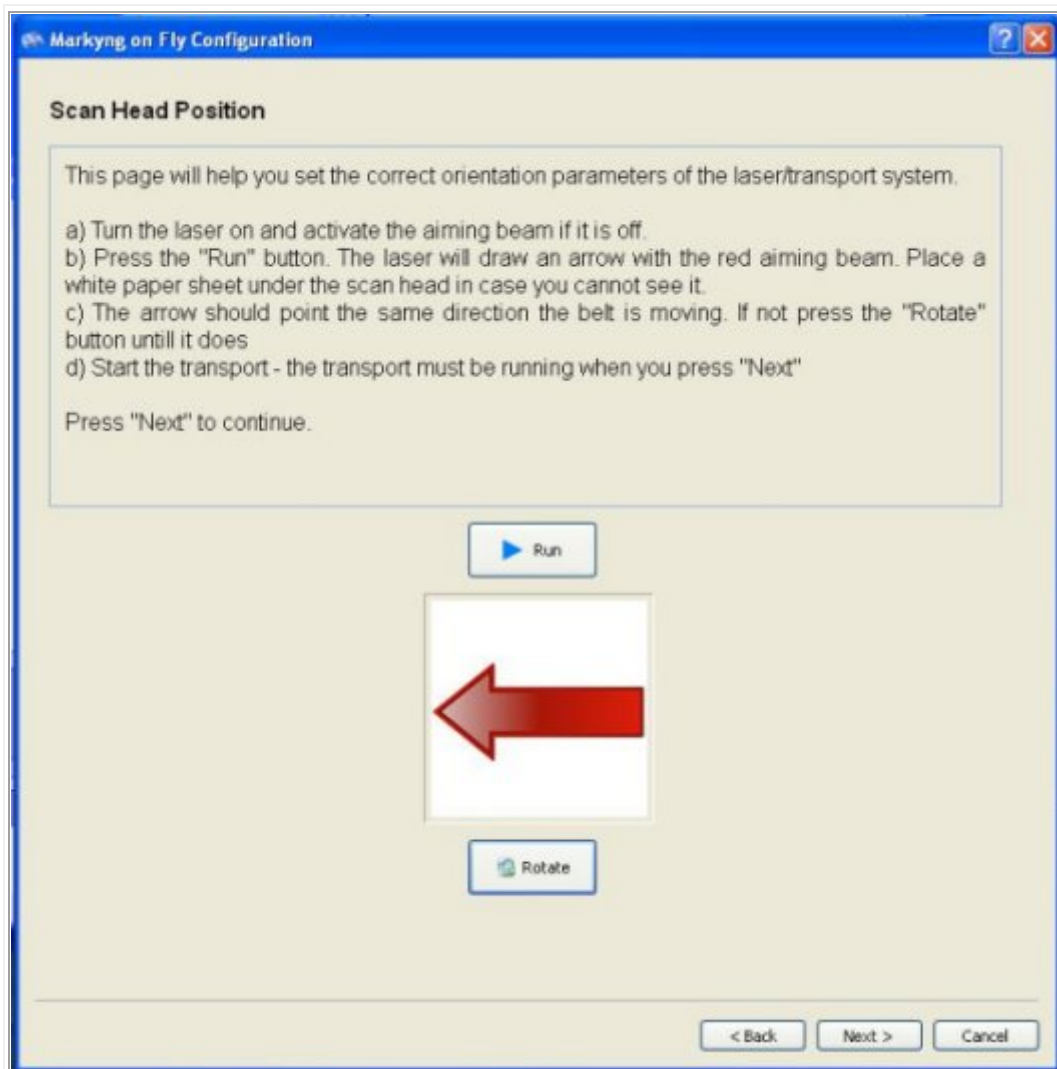 Markyng on Fly Configuration
Scan Head Position
This page will help you set the correct orientation parameters of the laser/transport system.
a) Turn the laser on and activate the aiming beam if it is off.
b) Press the "Run" button. The laser will draw an arrow with the red aiming beam. Place a
white paper sheet under the scan head in case you cannot see it.
c) The arrow should point the same direction the belt is moving. If not press the "Rotate"
button untill it does
d) Start the transport - the transport must be running when you press "Next"
Press "Next" to continue.
Run
Rotate
< Back Next > Cancel